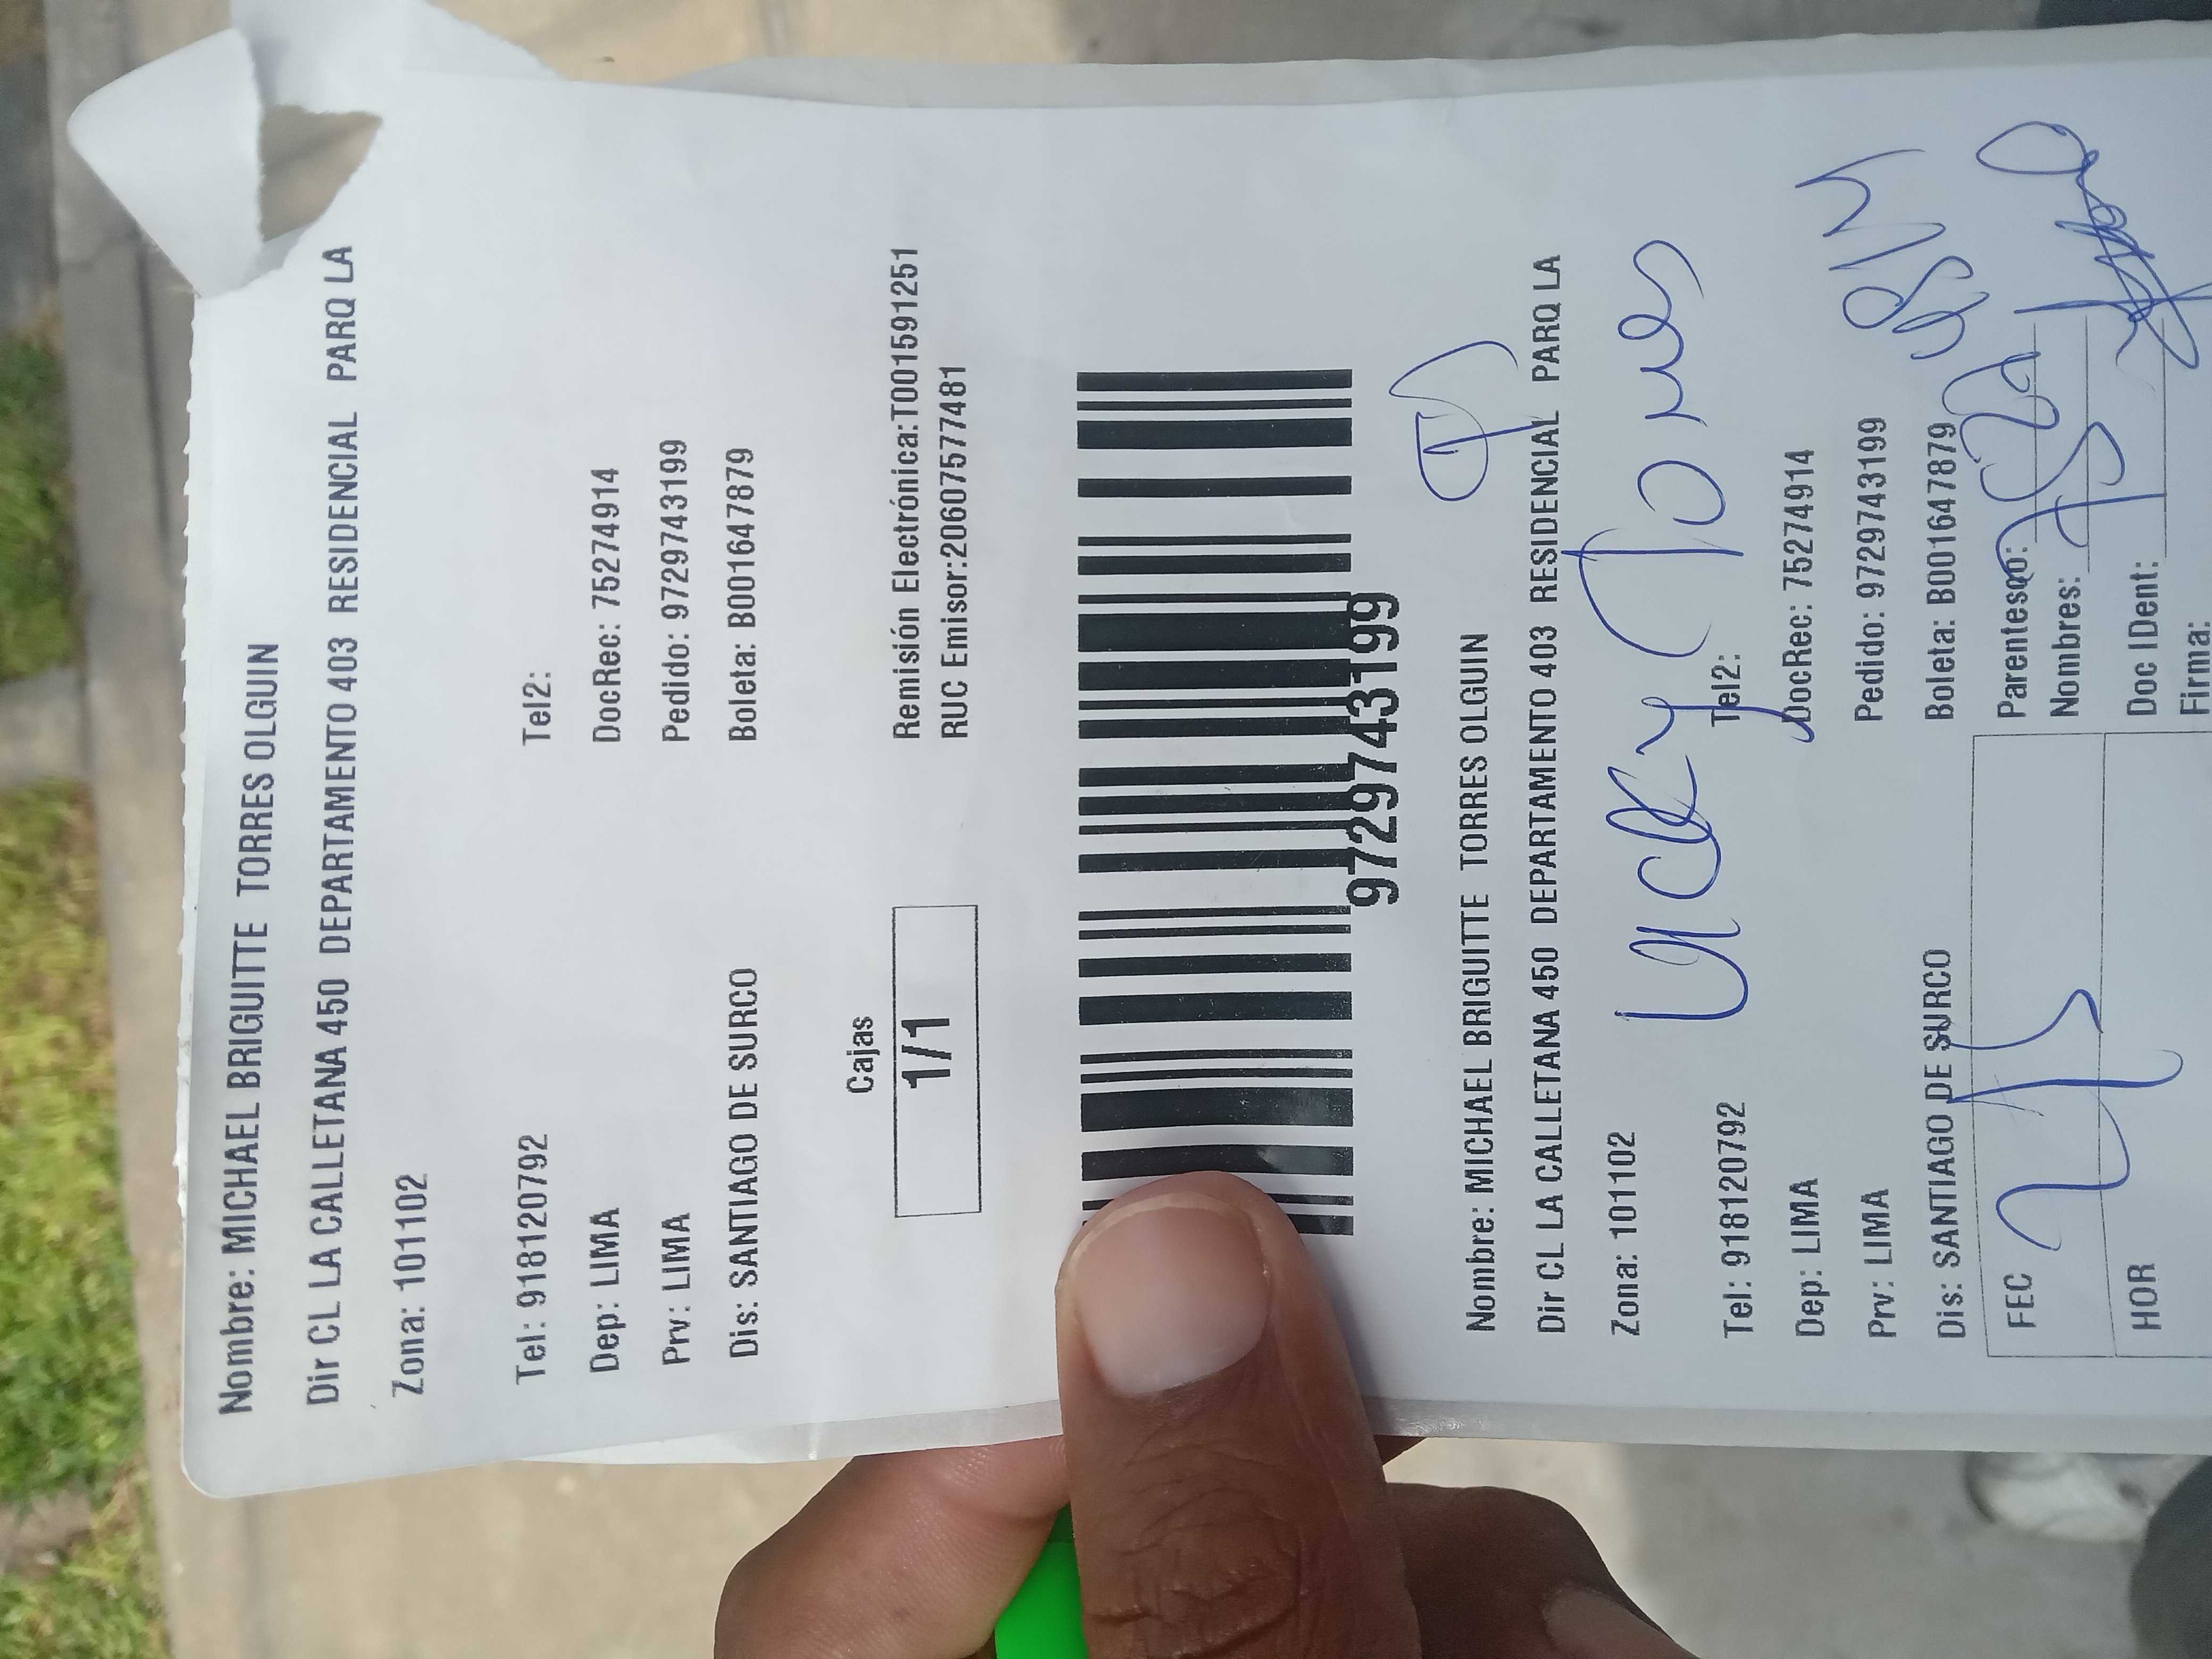 Nombre: MICHAEL BRIGUITTE TORRES OLGUIN
Dir CL LA CALLETANA 450 DEPARTAMENTO 403 RESIDENCIAL PARQ LA
Zona: 101102
Tel: 918120792 Tel2:
Dep: LIMA DocRec: 75274914
Prv: LIMA Pedido: 9729743199
Dis: SANTIAGO DE SURCO Boleta: B001647879
Cajas
1/1
Remisión Electrónica:T001591251
RUC Emisor:20607577481
9729743199
Nombre: MICHAEL BRIGUITTE TORRES OLGUIN
Dir CL LA CALLETANA 450 DEPARTAMENTO 403 RESIDENCIAL PARQ LA
Zona: 101102
Torres
Tel: 918120792 Tel2:
Dep: LIMA DocRec: 75274914
Prv: LIMA Pedido: 9729743199
Dis: SANTIAGO DE SURCO Boleta: B001647879
FEC Parentesco:
Nombres:
HOR Doc IDent:
Firma: